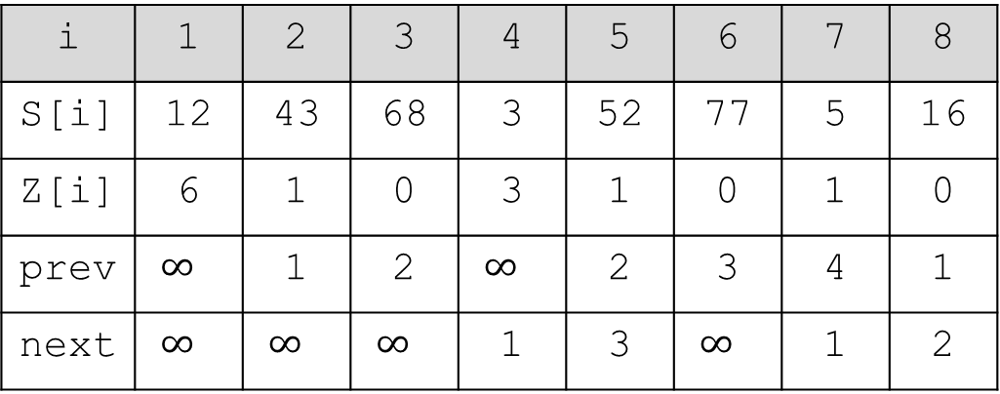 i 1 2 3 4 5 6 7 8
S[i] 12 43 68 3 52 77 5 16
Z[i] 6 1 0 3 1 0 1 0
prev ∞ 1 2 ∞ 2 3 4 1
next ∞ ∞ ∞ 1 3 ∞ 1 2